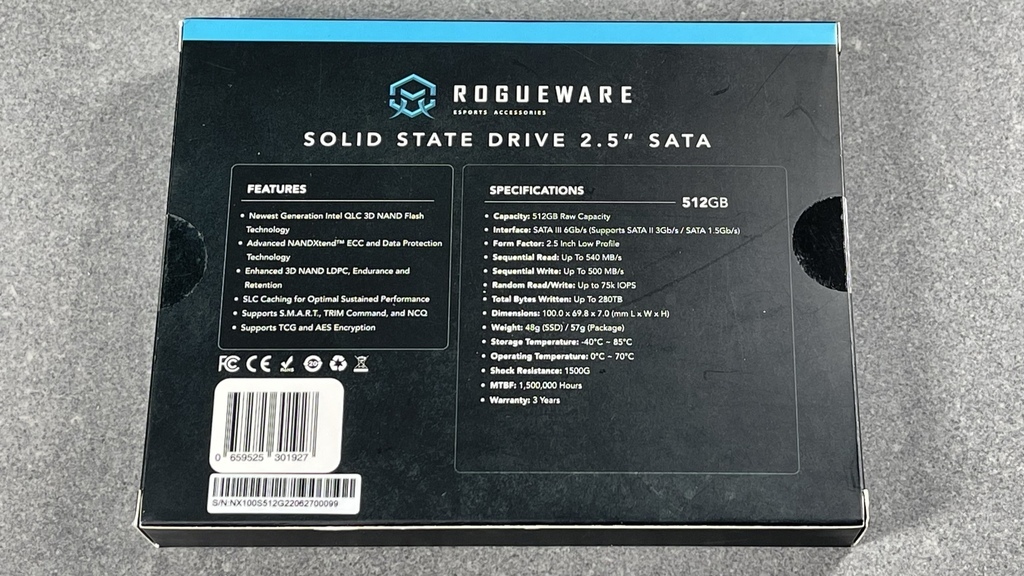 ROGUEWARE
ESPORTS ACCESSORIES
SOLID STATE DRIVE 2.5" SATA
FEATURES
• Newest Generation Intel QLC 3D NAND Flash
Technology
• Advanced NANDXtend™ ECC and Data Protection
Technology
• Enhanced 3D NAND LDPC, Endurance and
Retention
• SLC Caching for Optimal Sustained Performance
• Supports S.M.A.R.T., TRIM Command, and NCQ
• Supports TCG and AES Encryption
SPECIFICATIONS
512GB
• Capacity: 512GB Raw Capacity
• Interface: SATA III 6Gb/s (Supports SATA II 3Gb/s / SATA 1.5Gb/s)
• Form Factor: 2.5 Inch Low Profile
• Sequential Read: Up To 540 MB/s
• Sequential Write: Up To 500 MB/s
• Random Read/Write: Up to 75k IOPS
• Total Bytes Written: Up To 280TB
• Dimensions: 100.0 x 69.8 x 7.0 (mm L x W x H)
• Weight: 48g (SSD) / 57g (Package)
• Storage Temperature: -40°C ~ 85°C
• Operating Temperature: 0°C ~ 70°C
• Shock Resistance: 1500G
• MTBF: 1,500,000 Hours
• Warranty: 3 Years
FC CE
0 659525 301927
S/N:NX100S512G22062700099